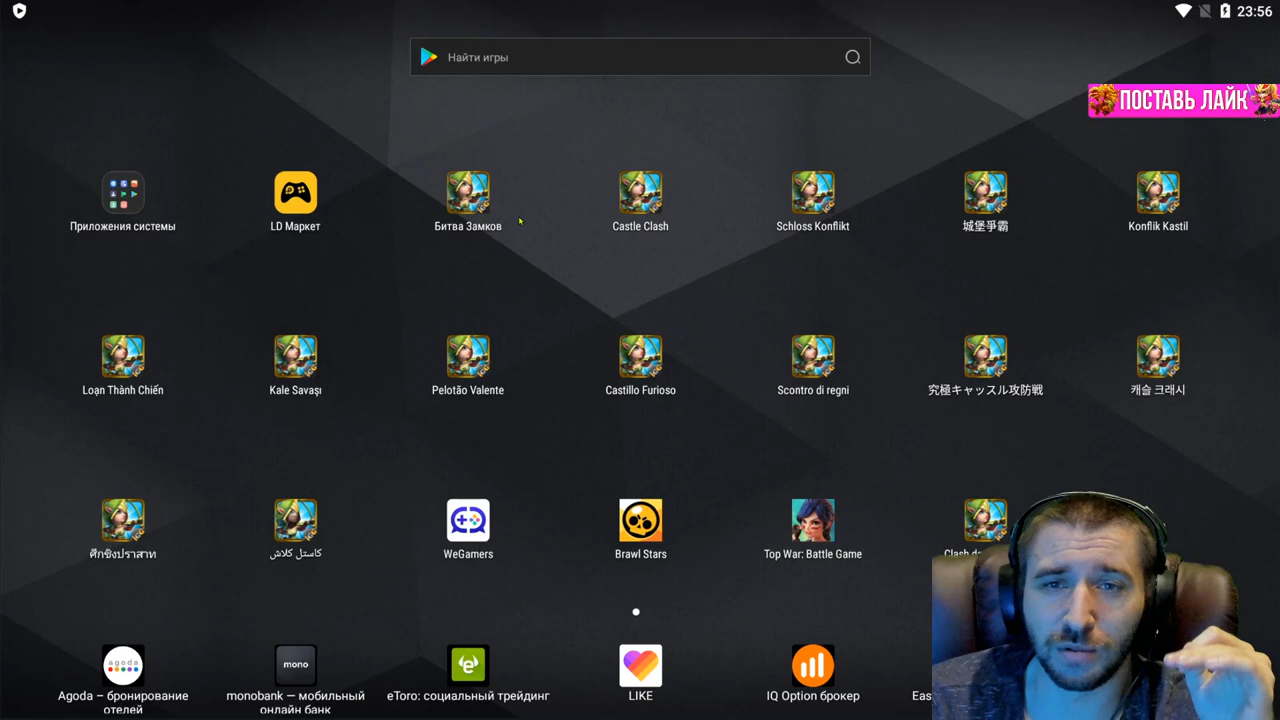 23:56
Найти игры
ПОСТАВЬ ЛАЙК
Приложения системы
LD Маркет
Битва Замков
Castle Clash
Schloss Konflikt
城堡爭霸
Konflik Kastil
Loạn Thành Chiến
Kale Savaşı
Pelotão Valente
Castillo Furioso
Scontro di regni
究極キャッスル攻防戦
캐슬 크래시
ศึกชิงปราสาท
كاستل كلاش
WeGamers
Brawl Stars
Top War: Battle Game
Clash de
agoda
mono
Agoda – бронирование
отелей
monobank — мобильный
онлайн банк
eToro: социальный трейдинг
LIKE
IQ Option брокер
Eas